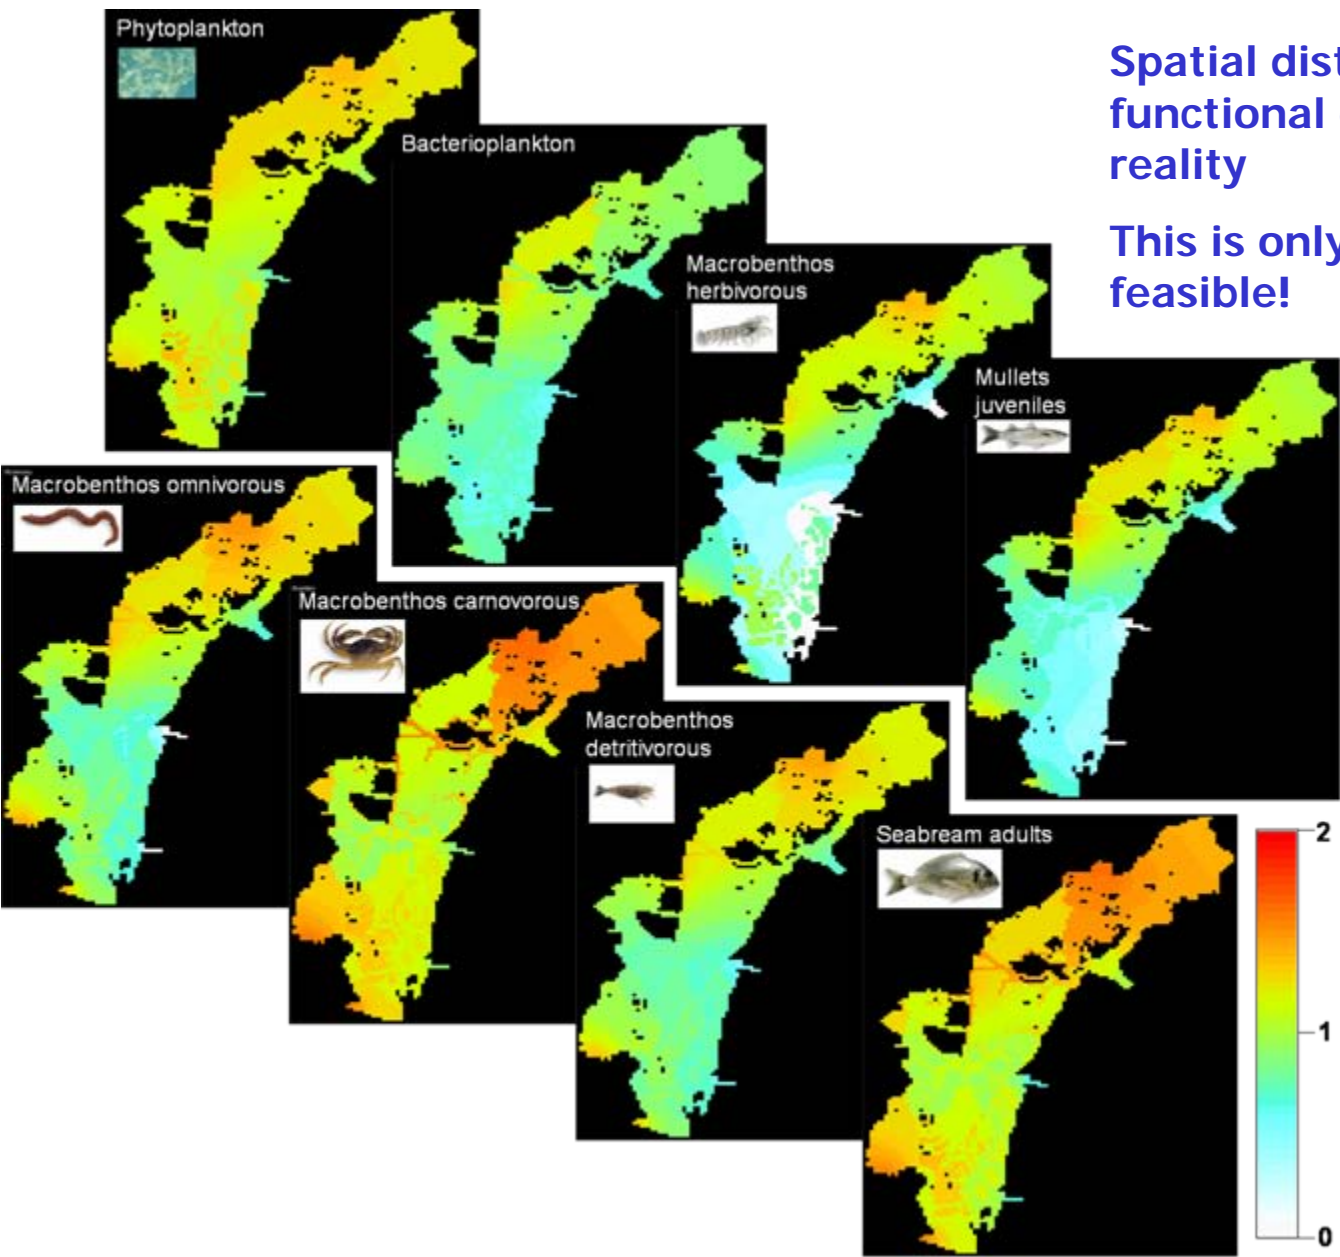 Phytoplankton
Spatial
functional
reality
Bacterioplankton
This is only
feasible!
Macrobenthos
herbivorous
Mullets
juveniles
Macrobenthos omnivorous
Macrobenthos carnovorous
Macrobenthos
detritivorous
Seabream adults
2
1
0